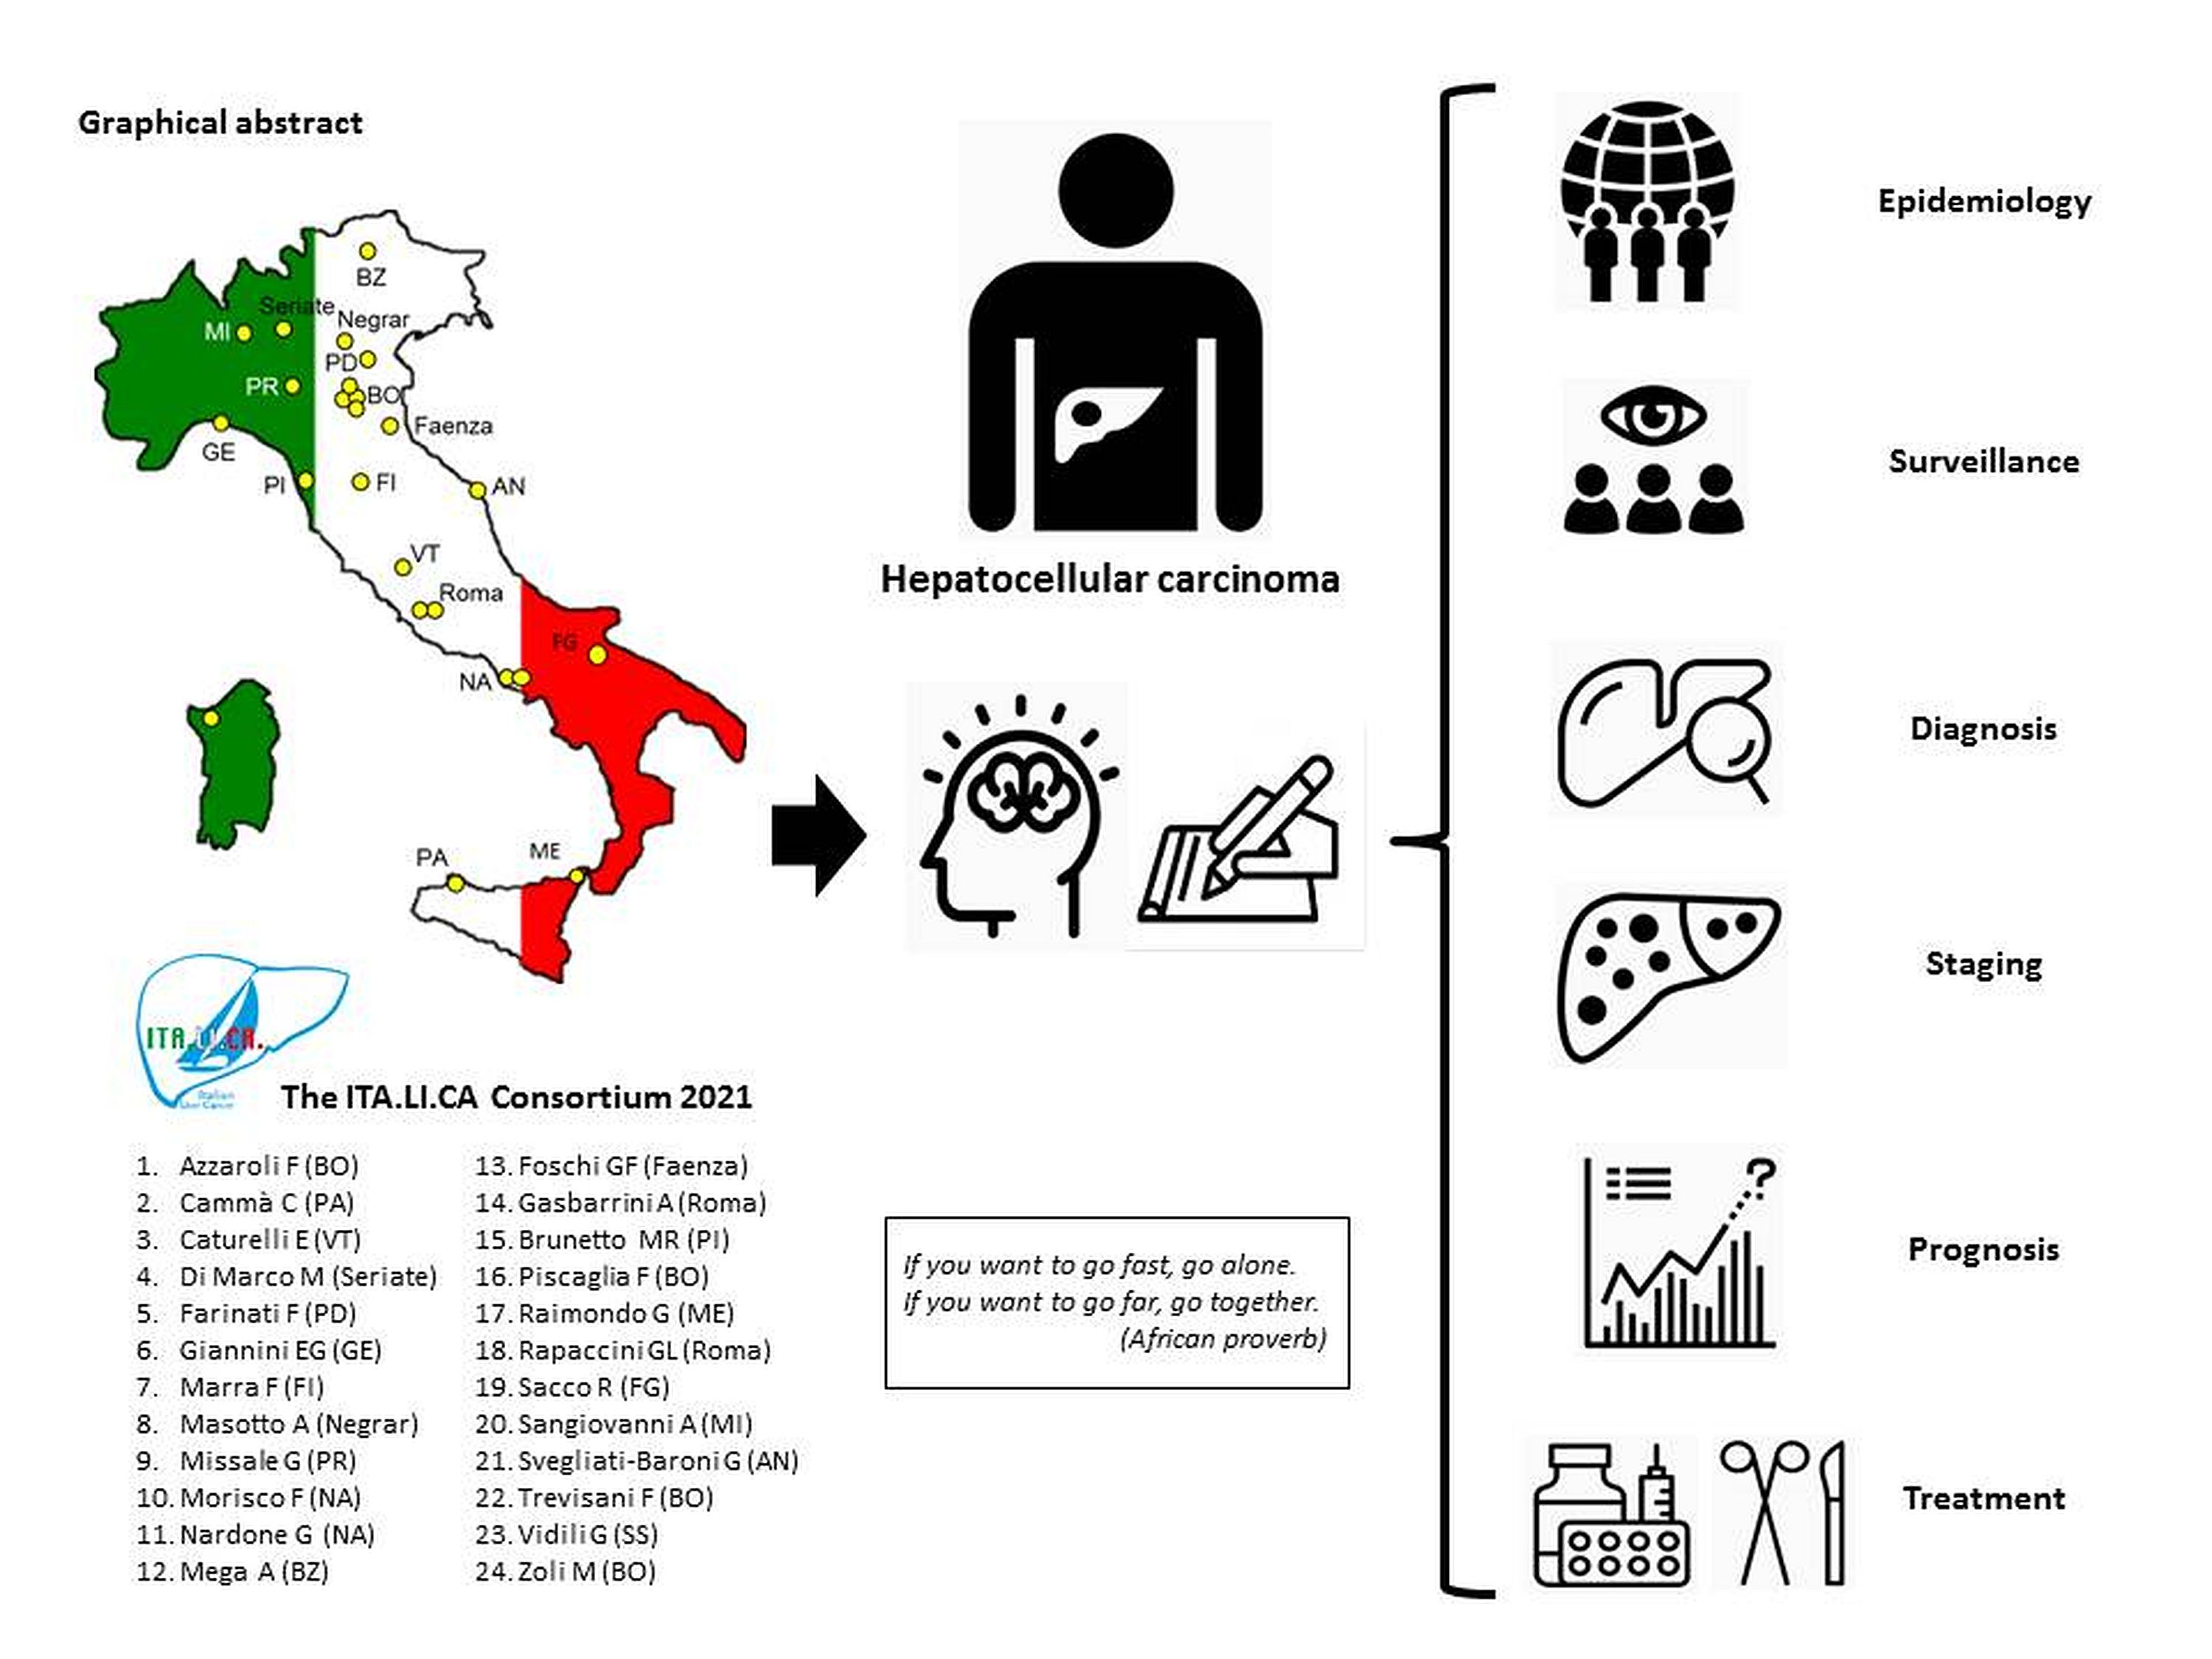 Graphical abstract
BZ
Seriate
Negrar
MI
PD
PR
BO
Faenza
GE
PI
FI
AN
VT
Roma
FG
NA
PA
ME
ITA.LI.CA.
Italian
Liver Cancer
The ITA.LI.CA Consortium 2021
1. Azzaroli F (BO)
2. Cammà C (PA)
3. Caturelli E (VT)
4. Di Marco M (Seriate)
5. Farinati F (PD)
6. Giannini EG (GE)
7. Marra F (FI)
8. Masotto A (Negrar)
9. Missale G (PR)
10. Morisco F (NA)
11. Nardone G (NA)
12. Mega A (BZ)
13. Foschi GF (Faenza)
14. Gasbarrini A (Roma)
15. Brunetto MR (PI)
16. Piscaglia F (BO)
17. Raimondo G (ME)
18. Rapaccini GL (Roma)
19. Sacco R (FG)
20. Sangiovanni A (MI)
21. Svegliati-Baroni G (AN)
22. Trevisani F (BO)
23. Vidili G (SS)
24. Zoli M (BO)
Hepatocellular carcinoma
If you want to go fast, go alone.
If you want to go far, go together.
(African proverb)
Epidemiology
Surveillance
Diagnosis
Staging
?
Prognosis
Treatment